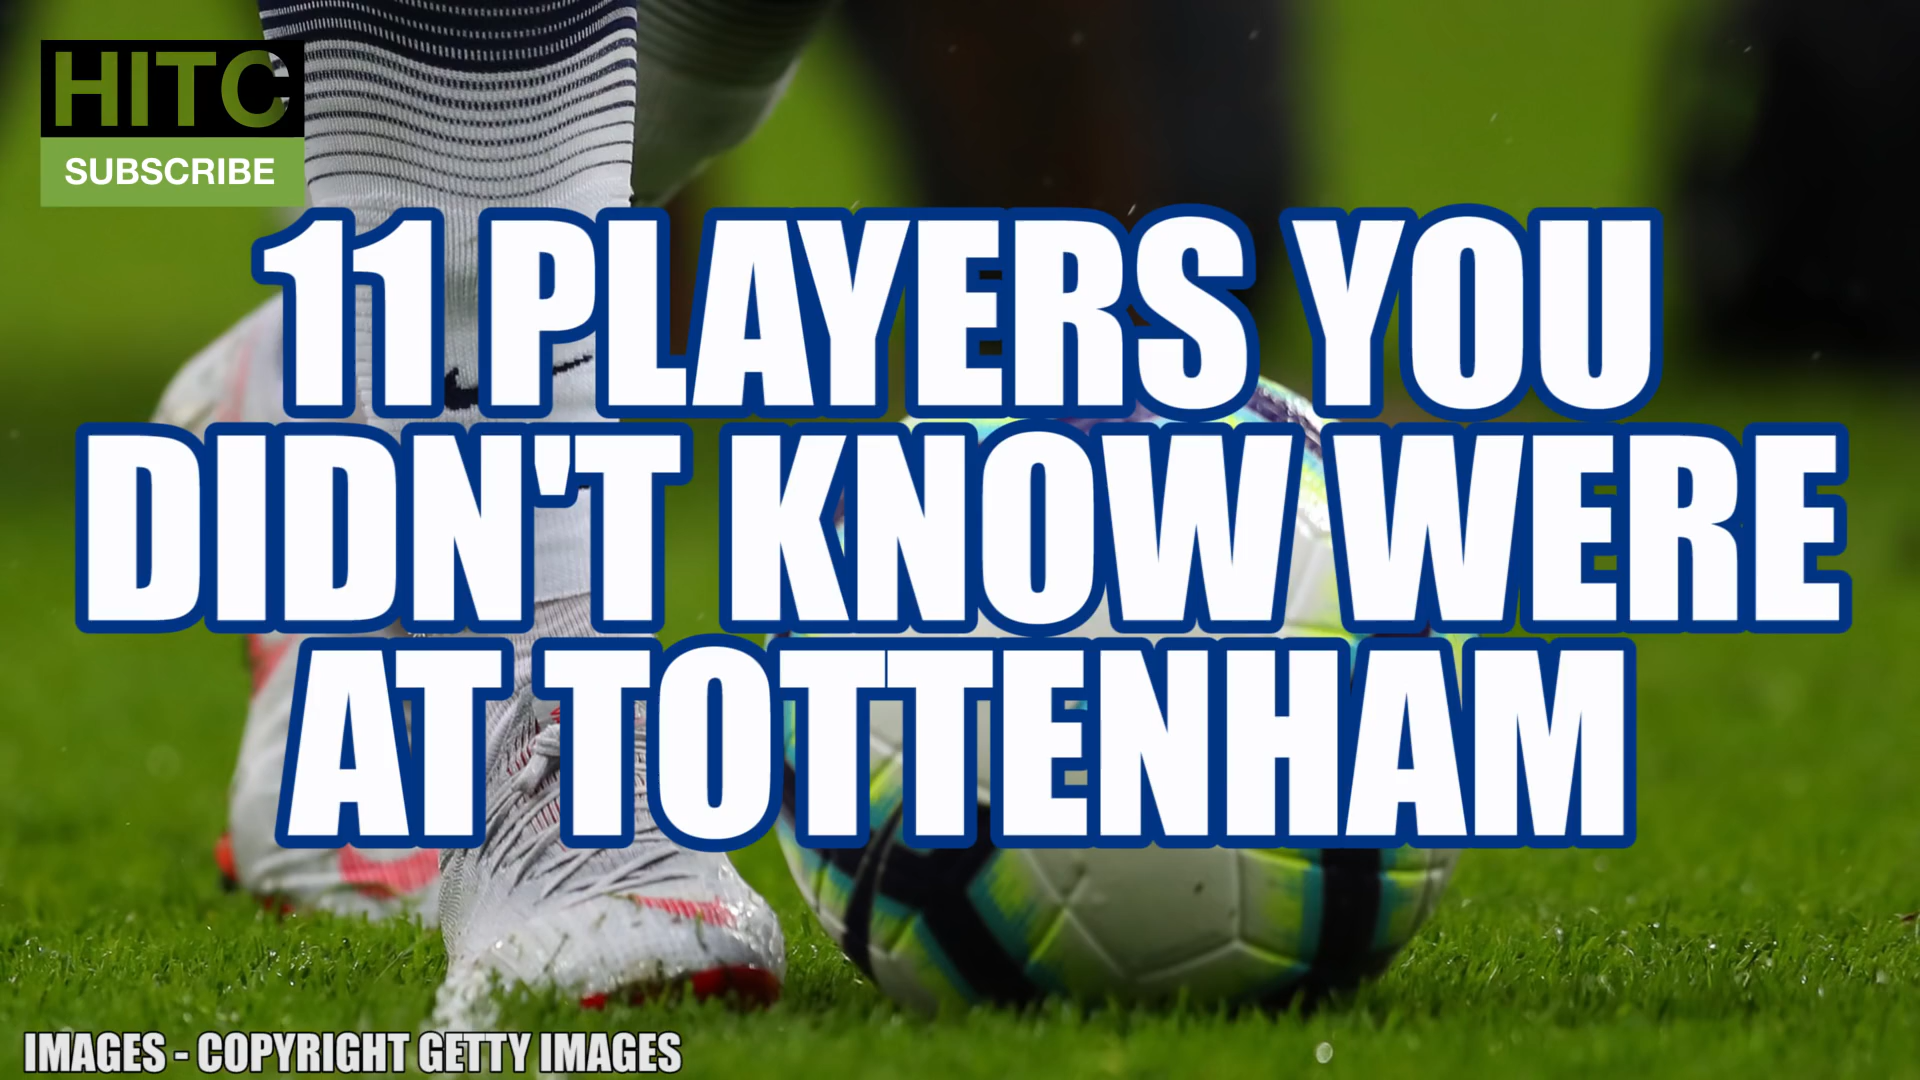 HITC
SUBSCRIBE
11 PLAYERS YOU
DIDN'T KNOW WERE
AT TOTTENHAM
IMAGES - COPYRIGHT GETTY IMAGES